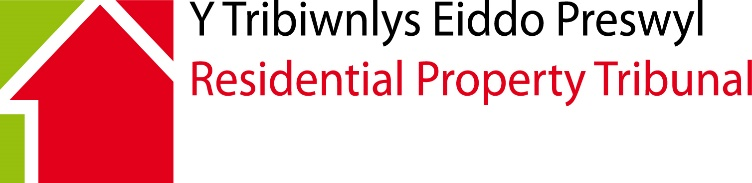 Y Tribiwnlys Eiddo Preswyl
Residential Property Tribunal